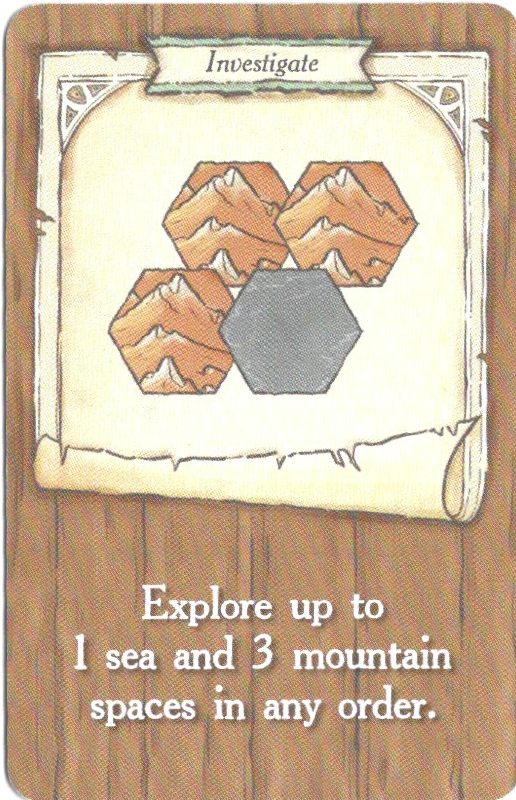 Investigate
Explore up to
1 sea and 3 mountain
spaces in any order.